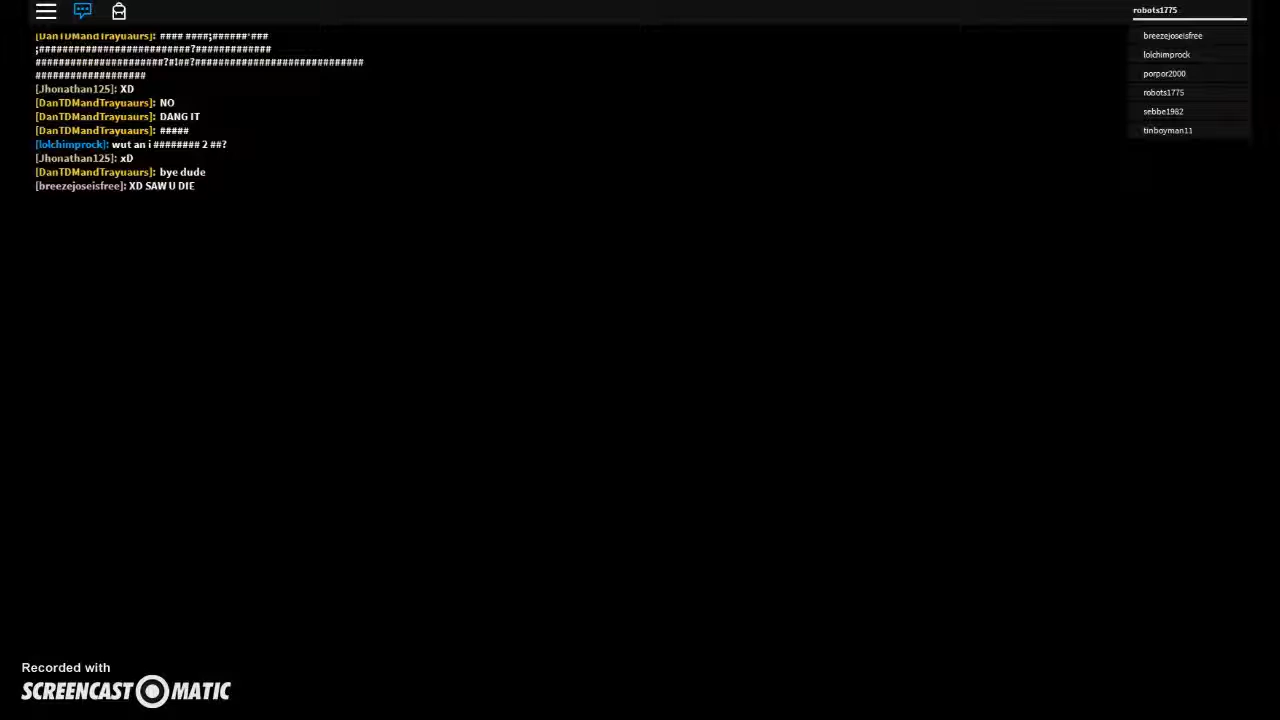 robots1775
[DanTDMandTrayuaurs]: #### ####;######'###
;##########################?#############
######################?#!##?#############################
###################
[Jhonathan125]: XD
[DanTDMandTrayuaurs]: NO
[DanTDMandTrayuaurs]: DANG IT
[DanTDMandTrayuaurs]: #####
[lolchimprock]: wut an i ######## 2 ##?
[Jhonathan125]: xD
[DanTDMandTrayuaurs]: bye dude
[breezejoseisfree]: XD SAW U DIE
breezejoseisfree
lolchimprock
porpor2000
robots1775
sebbe1982
tinboyman11
Recorded with
SCREENCAST MATIC